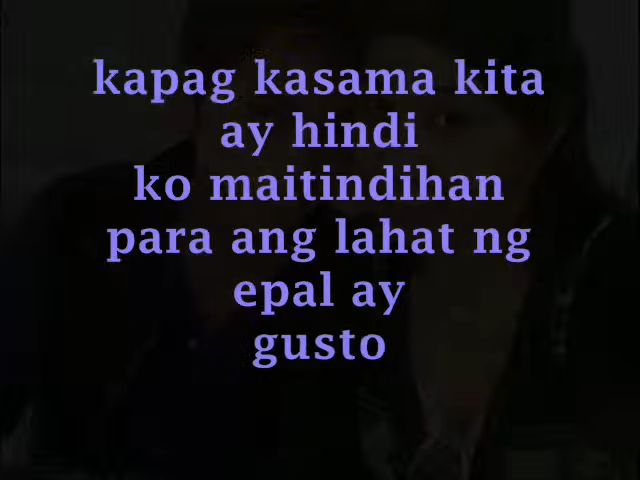 kapag kasama kita
ay hindi
ko maitindihan
para ang lahat ng
epal ay
gusto